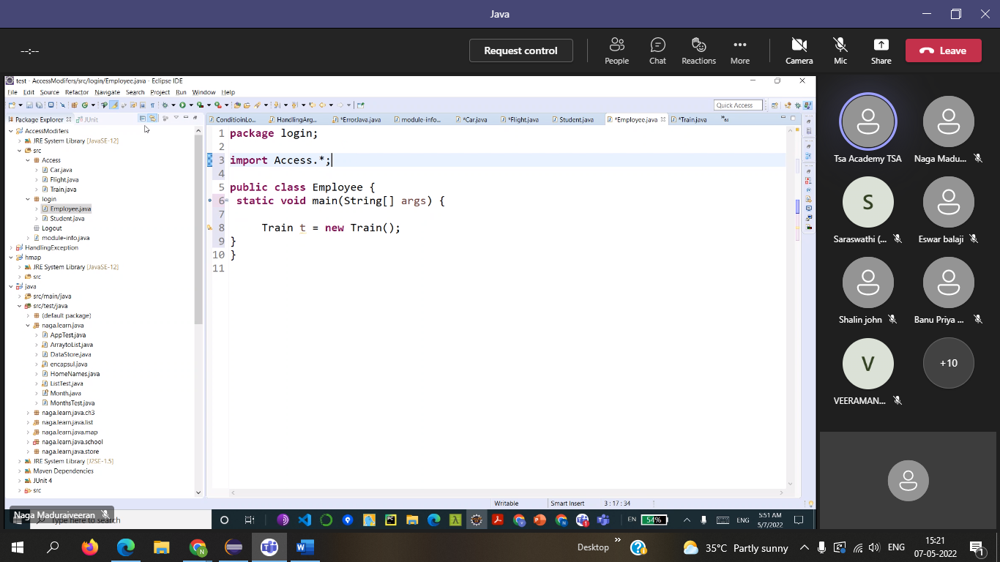 Java
--:--
Request control
People
Chat
Reactions
More
Camera
Mic
Share
Leave
test - AccessModifers/src/login/Employee.java - Eclipse IDE
File Edit Source Refactor Navigate Search Project Run Window Help
Quick Access
Package Explorer
JUnit
ConditioinLo...
HandlingArg...
*ErrorJava.java
module-info...
*Car.java
*Flight.java
Student.java
*Employee.java
*Train.java
AccessModifers
JRE System Library [JavaSE-12]
src
Access
Car.java
Flight.java
Train.java
login
Employee.java
Student.java
Logout
module-info.java
HandlingException
hmap
JRE System Library [JavaSE-12]
src
java
src/main/java
src/test/java
(default package)
naga.learn.java
AppTest.java
ArraytoList.java
DataStore.java
encapsul.java
HomeNames.java
ListTest.java
Month.java
MonthsTest.java
naga.learn.java.ch3
naga.learn.java.list
naga.learn.java.map
naga.learn.java.school
naga.learn.java.store
JRE System Library [J2SE-1.5]
Maven Dependencies
JUnit 4
src
1 package login;
2
3 import Access.*;
4
5 public class Employee {
6 static void main(String[] args) {
7
8 Train t = new Train();
9 }
10 }
11
Writable
Smart Insert
3 : 17 : 34
Naga Maduraiveeran
Type here to search
EN
54%
ENG
5:51 AM
5/7/2022
Tsa Academy TSA
Naga Madu...
S
Saraswathi (...
Eswar balaji
Shalin john
Banu Priya ...
V
VEERAMAN...
+10
Desktop
35°C Partly sunny
ENG
15:21
07-05-2022
1